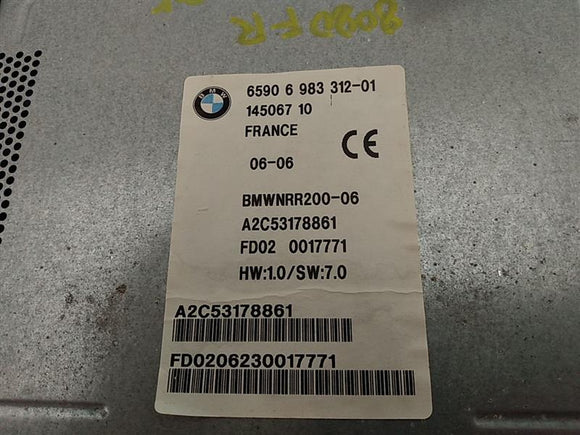 BMW
6590 6 983 312-01
145067 10
FRANCE
CE
06-06
BMWNRR200-06
A2C53178861
FD02 0017771
HW:1.0/SW:7.0
A2C53178861
FD0206230017771